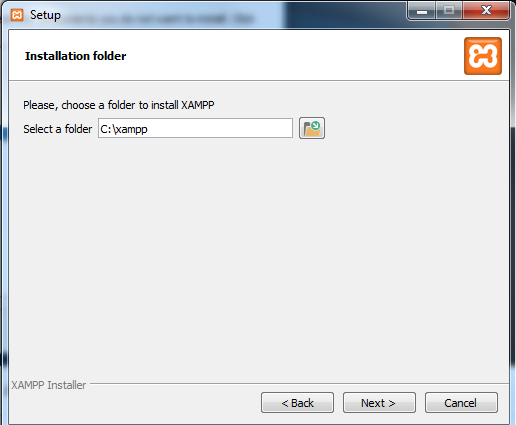 Setup
Installation folder
Please, choose a folder to install XAMPP
Select a folder C:\xampp
XAMPP Installer
< Back Next > Cancel